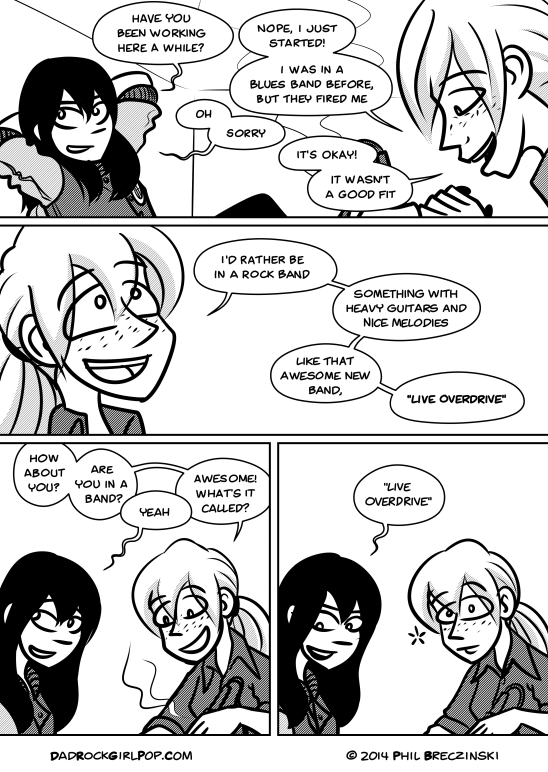 HAVE YOU
BEEN WORKING
HERE A WHILE?
NOPE, I JUST
STARTED!
I WAS IN A
BLUES BAND BEFORE,
BUT THEY FIRED ME
OH
SORRY
IT'S OKAY!
IT WASN'T
A GOOD FIT
I'D RATHER BE
IN A ROCK BAND
SOMETHING WITH
HEAVY GUITARS AND
NICE MELODIES
LIKE THAT
AWESOME NEW
BAND,
"LIVE OVERDRIVE"
HOW
ABOUT
YOU?
ARE
YOU IN A
BAND?
YEAH
AWESOME!
WHAT'S IT
CALLED?
"LIVE
OVERDRIVE"
DADROCKGIRLPOP.COM
© 2014 PHIL BRECZINSKI